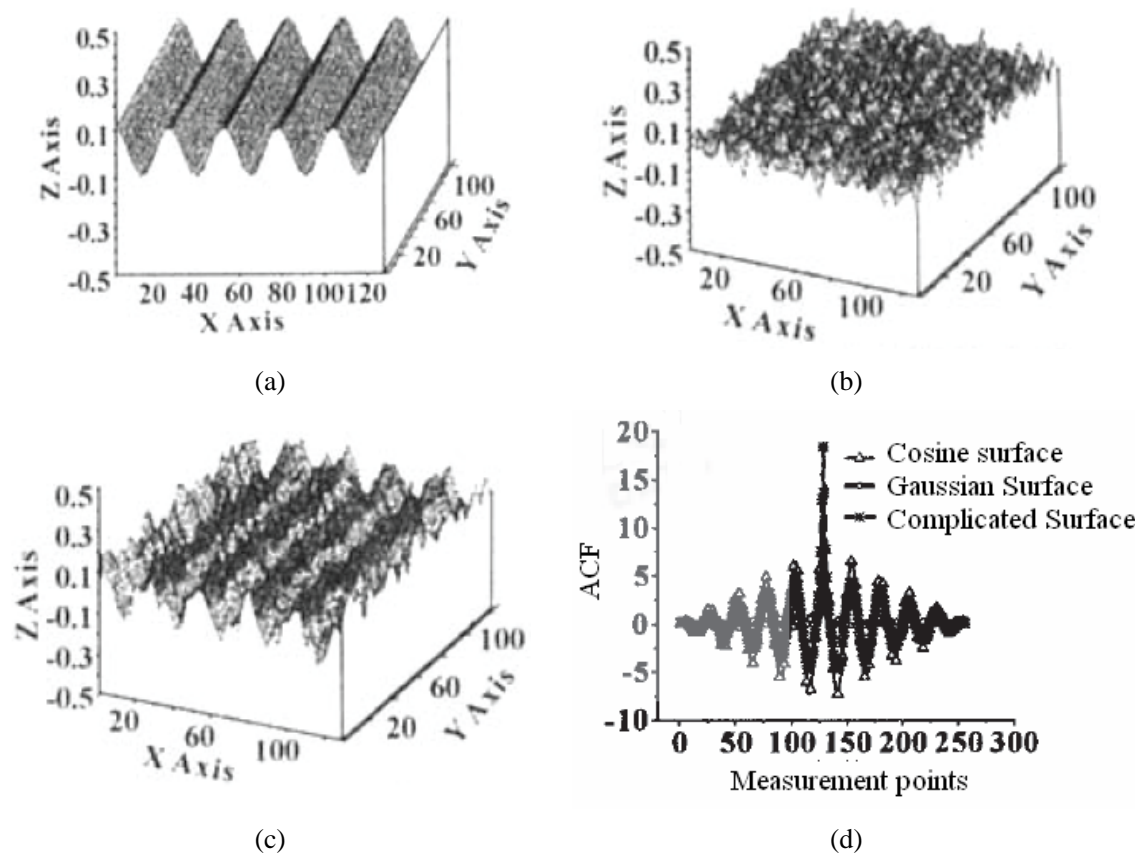 0.5
0.3
0.1
-0.1
-0.3
-0.5
Z Axis
20 40 60 80 100 120
X Axis
20
60
100
Y Axis
(a)
0.5
0.3
0.1
-0.1
-0.3
-0.5
Z Axis
20
60
100
X Axis
20
60
100
Y Axis
(b)
0.5
0.3
0.1
-0.1
-0.3
-0.5
Z Axis
20
60
100
X Axis
20
60
100
Y Axis
(c)
20
15
10
5
0
-5
-10
ACF
Cosine surface
Gaussian Surface
Complicated Surface
0 50 100 150 200 250 300
Measurement points
(d)